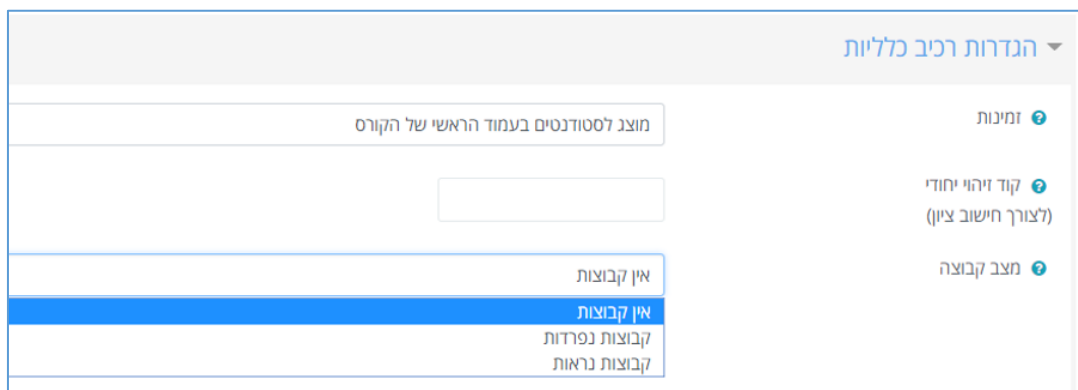 הגדרות רכיב כלליות
זמינות
מוצג לסטודנטים בעמוד הראשי של הקורס
קוד זיהוי יחודי
(לצורך חישוב ציון)
מצב קבוצה
אין קבוצות
אין קבוצות
קבוצות נפרדות
קבוצות נראות